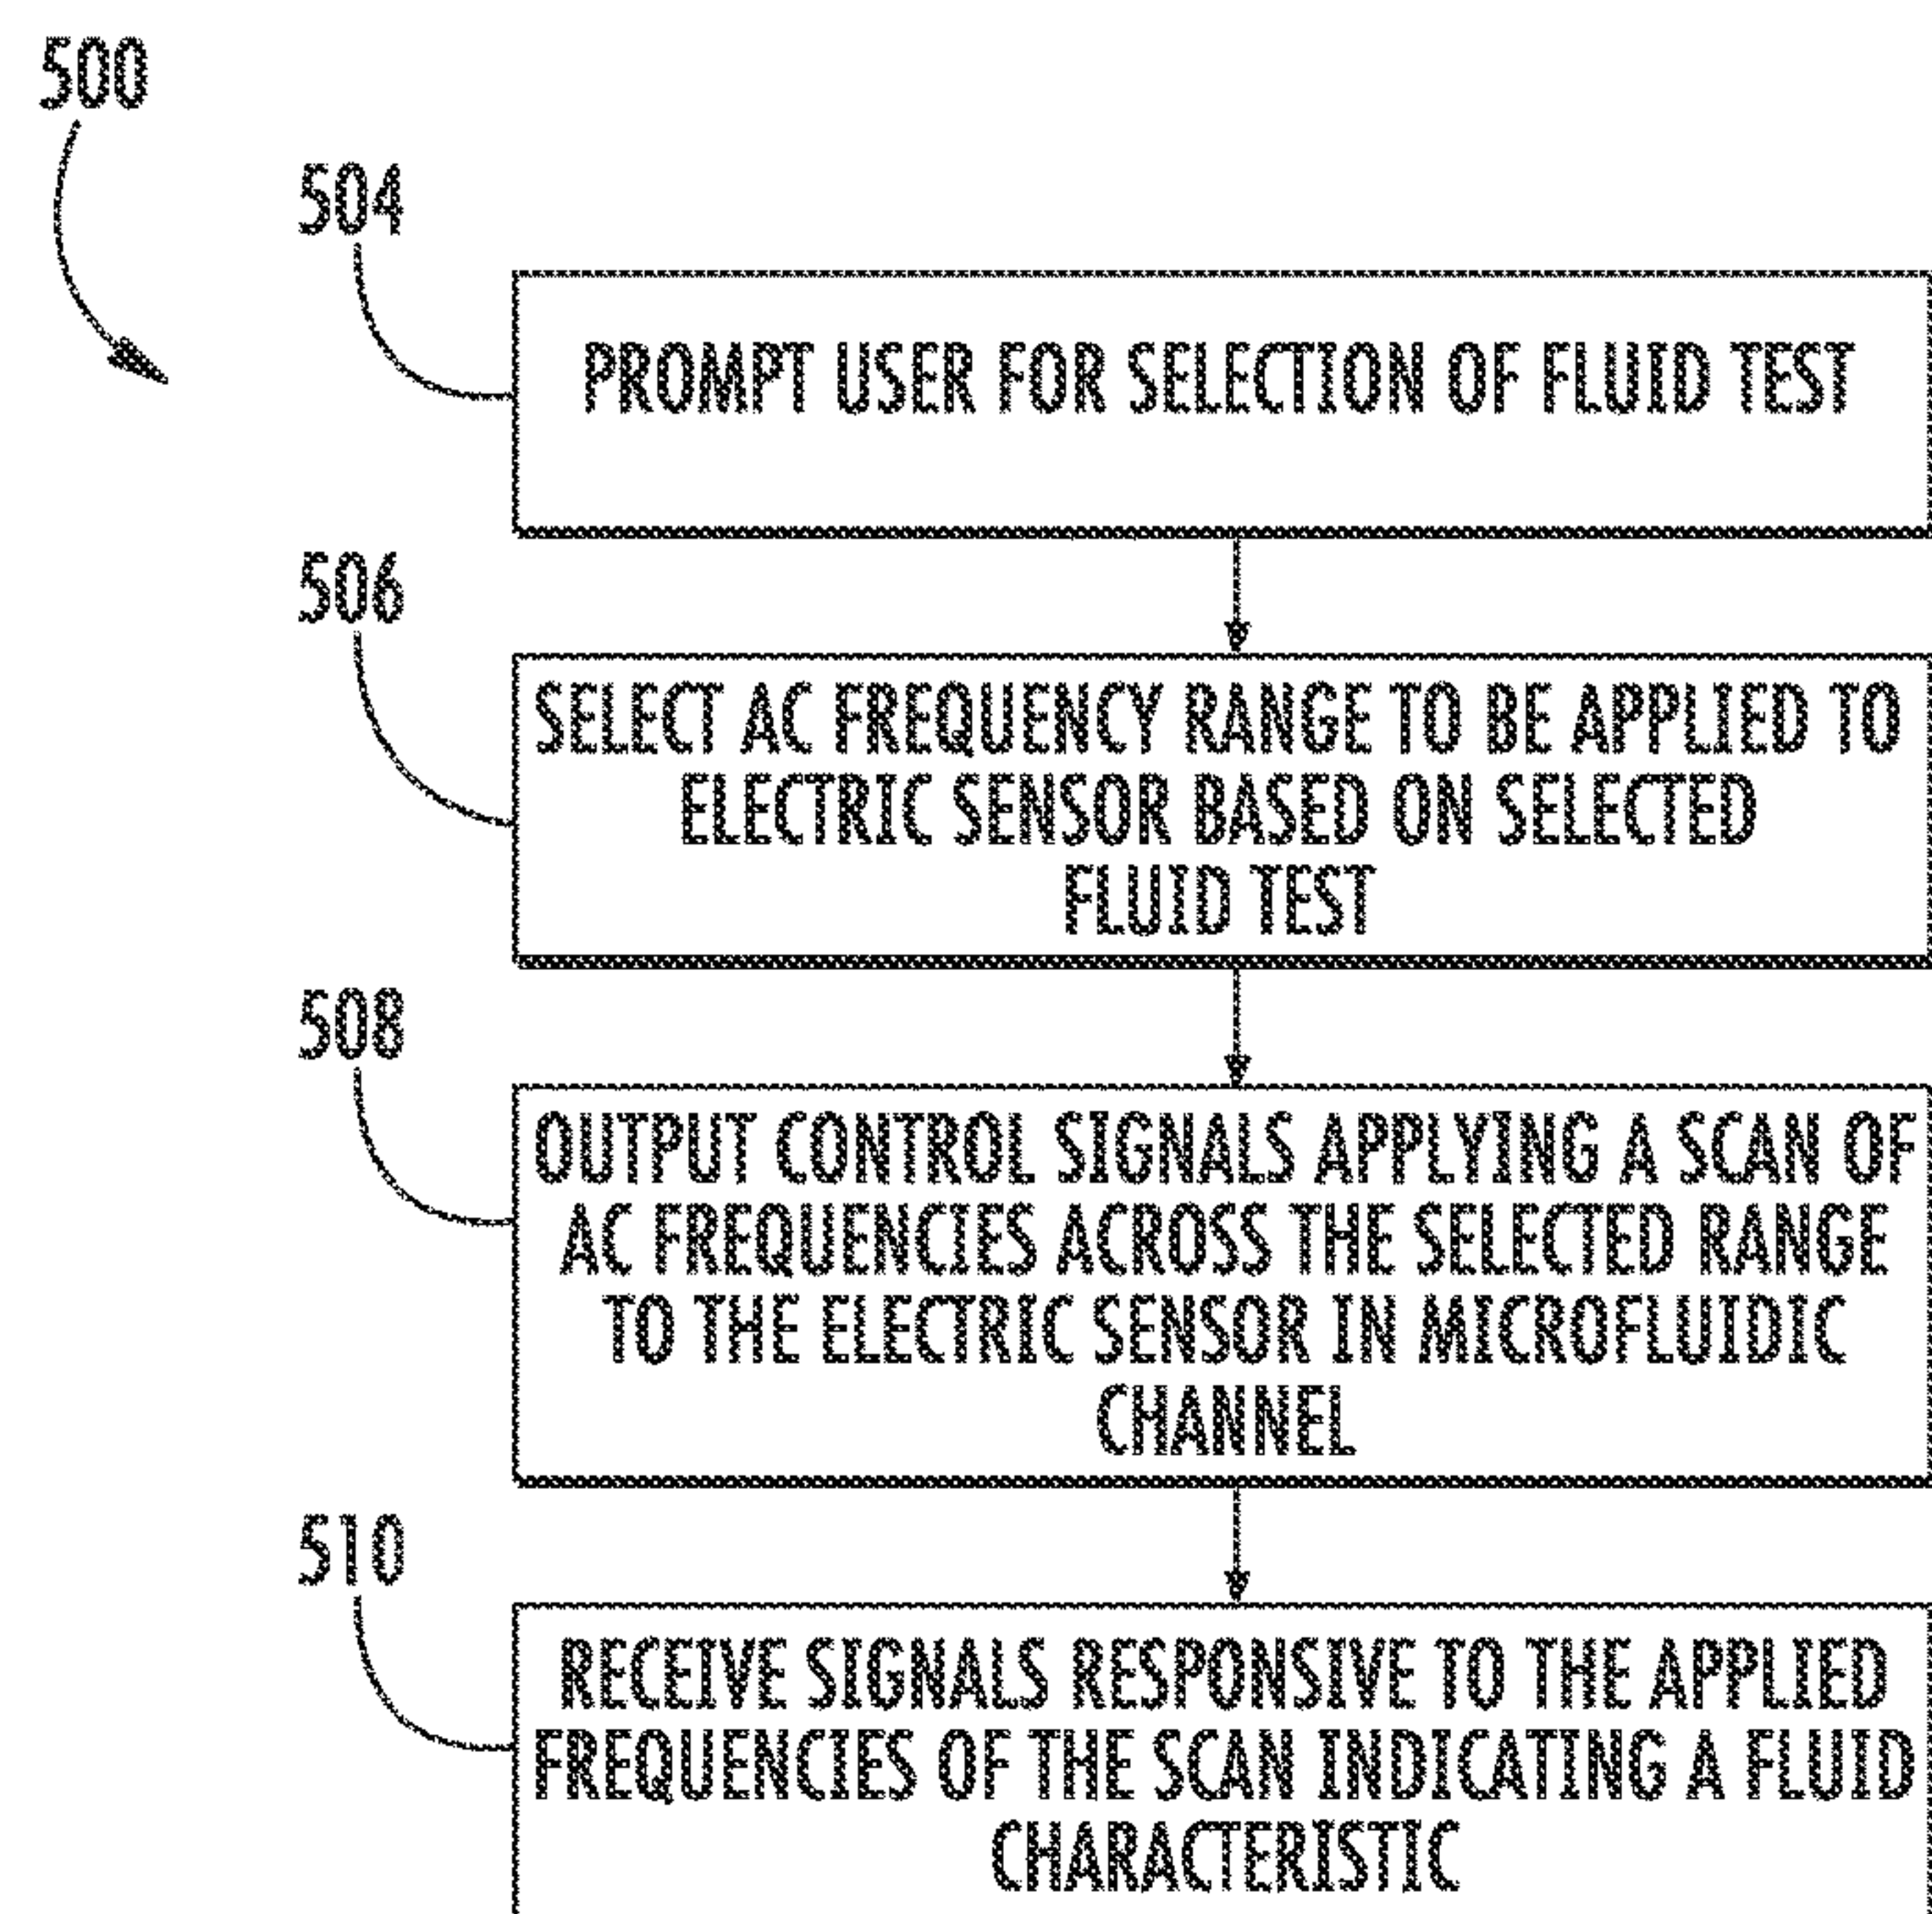 500
504
PROMPT USER FOR SELECTION OF FLUID TEST
506
SELECT AC FREQUENCY RANGE TO BE APPLIED TO
ELECTRIC SENSOR BASED ON SELECTED
FLUID TEST
508
OUTPUT CONTROL SIGNALS APPLYING A SCAN OF
AC FREQUENCIES ACROSS THE SELECTED RANGE
TO THE ELECTRIC SENSOR IN MICROFLUIDIC
CHANNEL
510
RECEIVE SIGNALS RESPONSIVE TO THE APPLIED
FREQUENCIES OF THE SCAN INDICATING A FLUID
CHARACTERISTIC